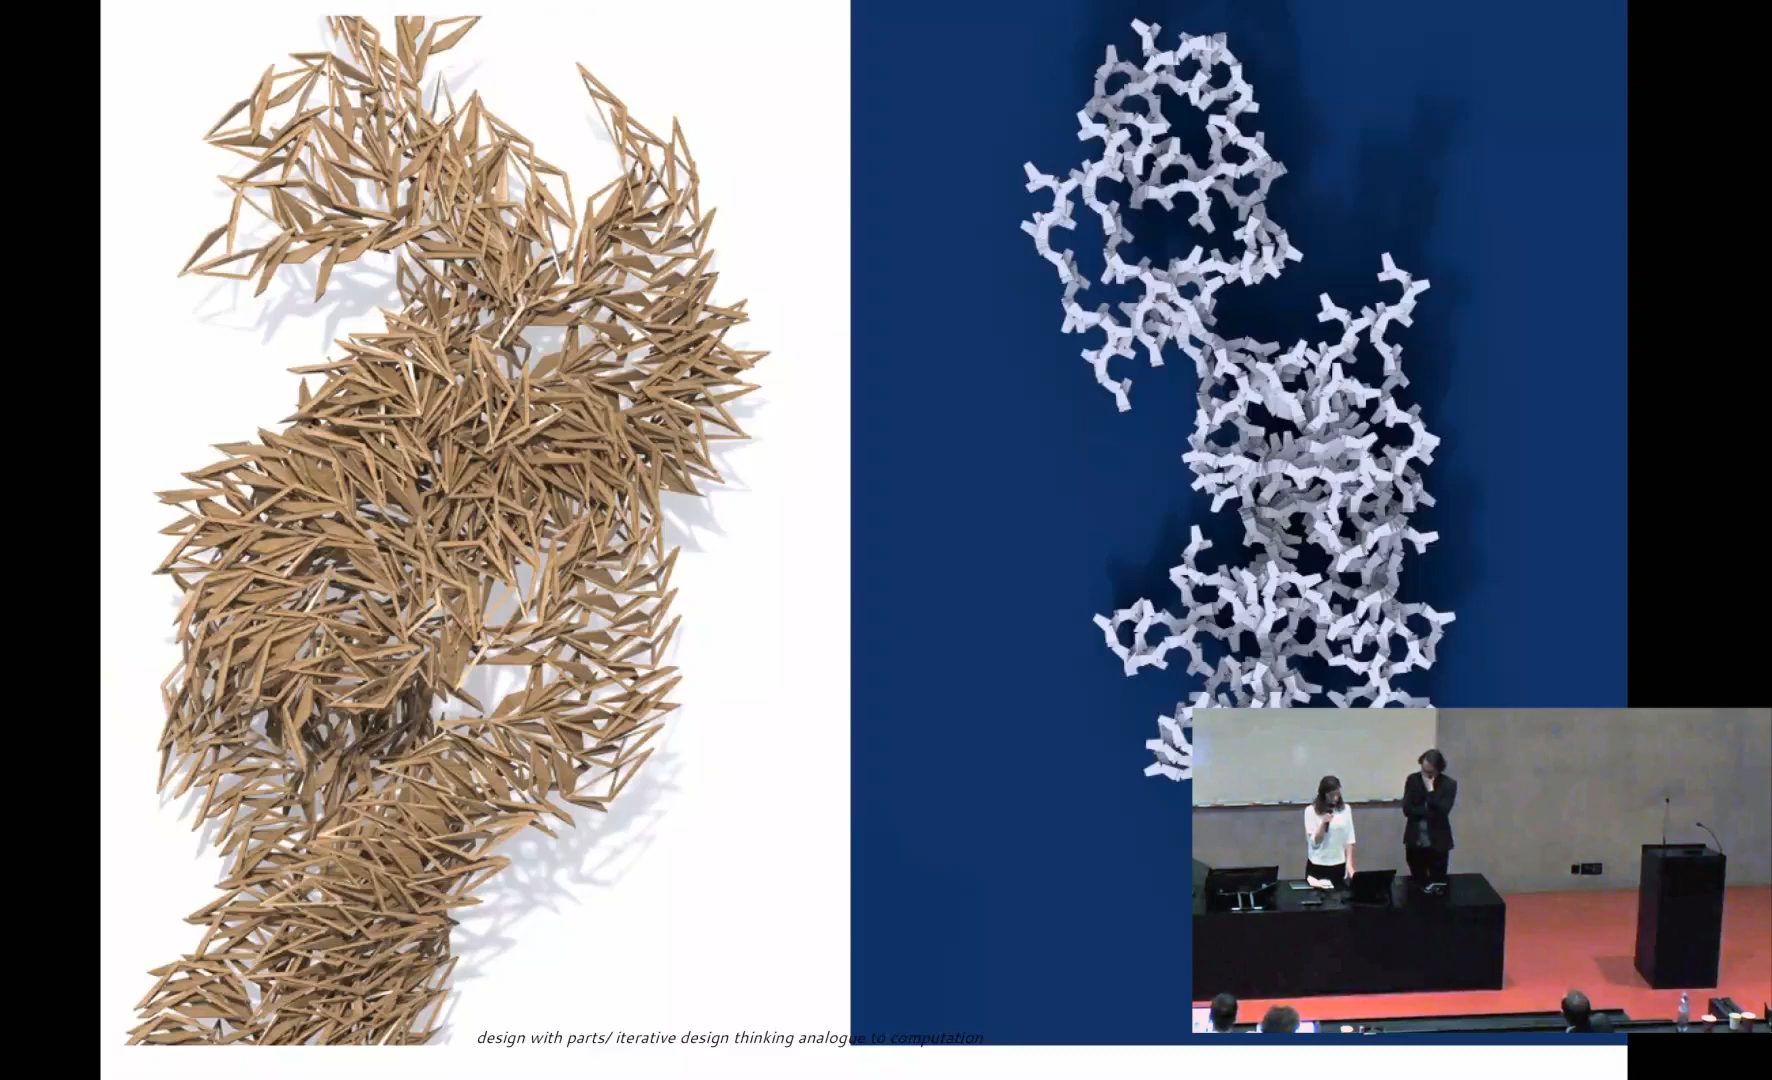 design with parts/ iterative design thinking analogue to computation